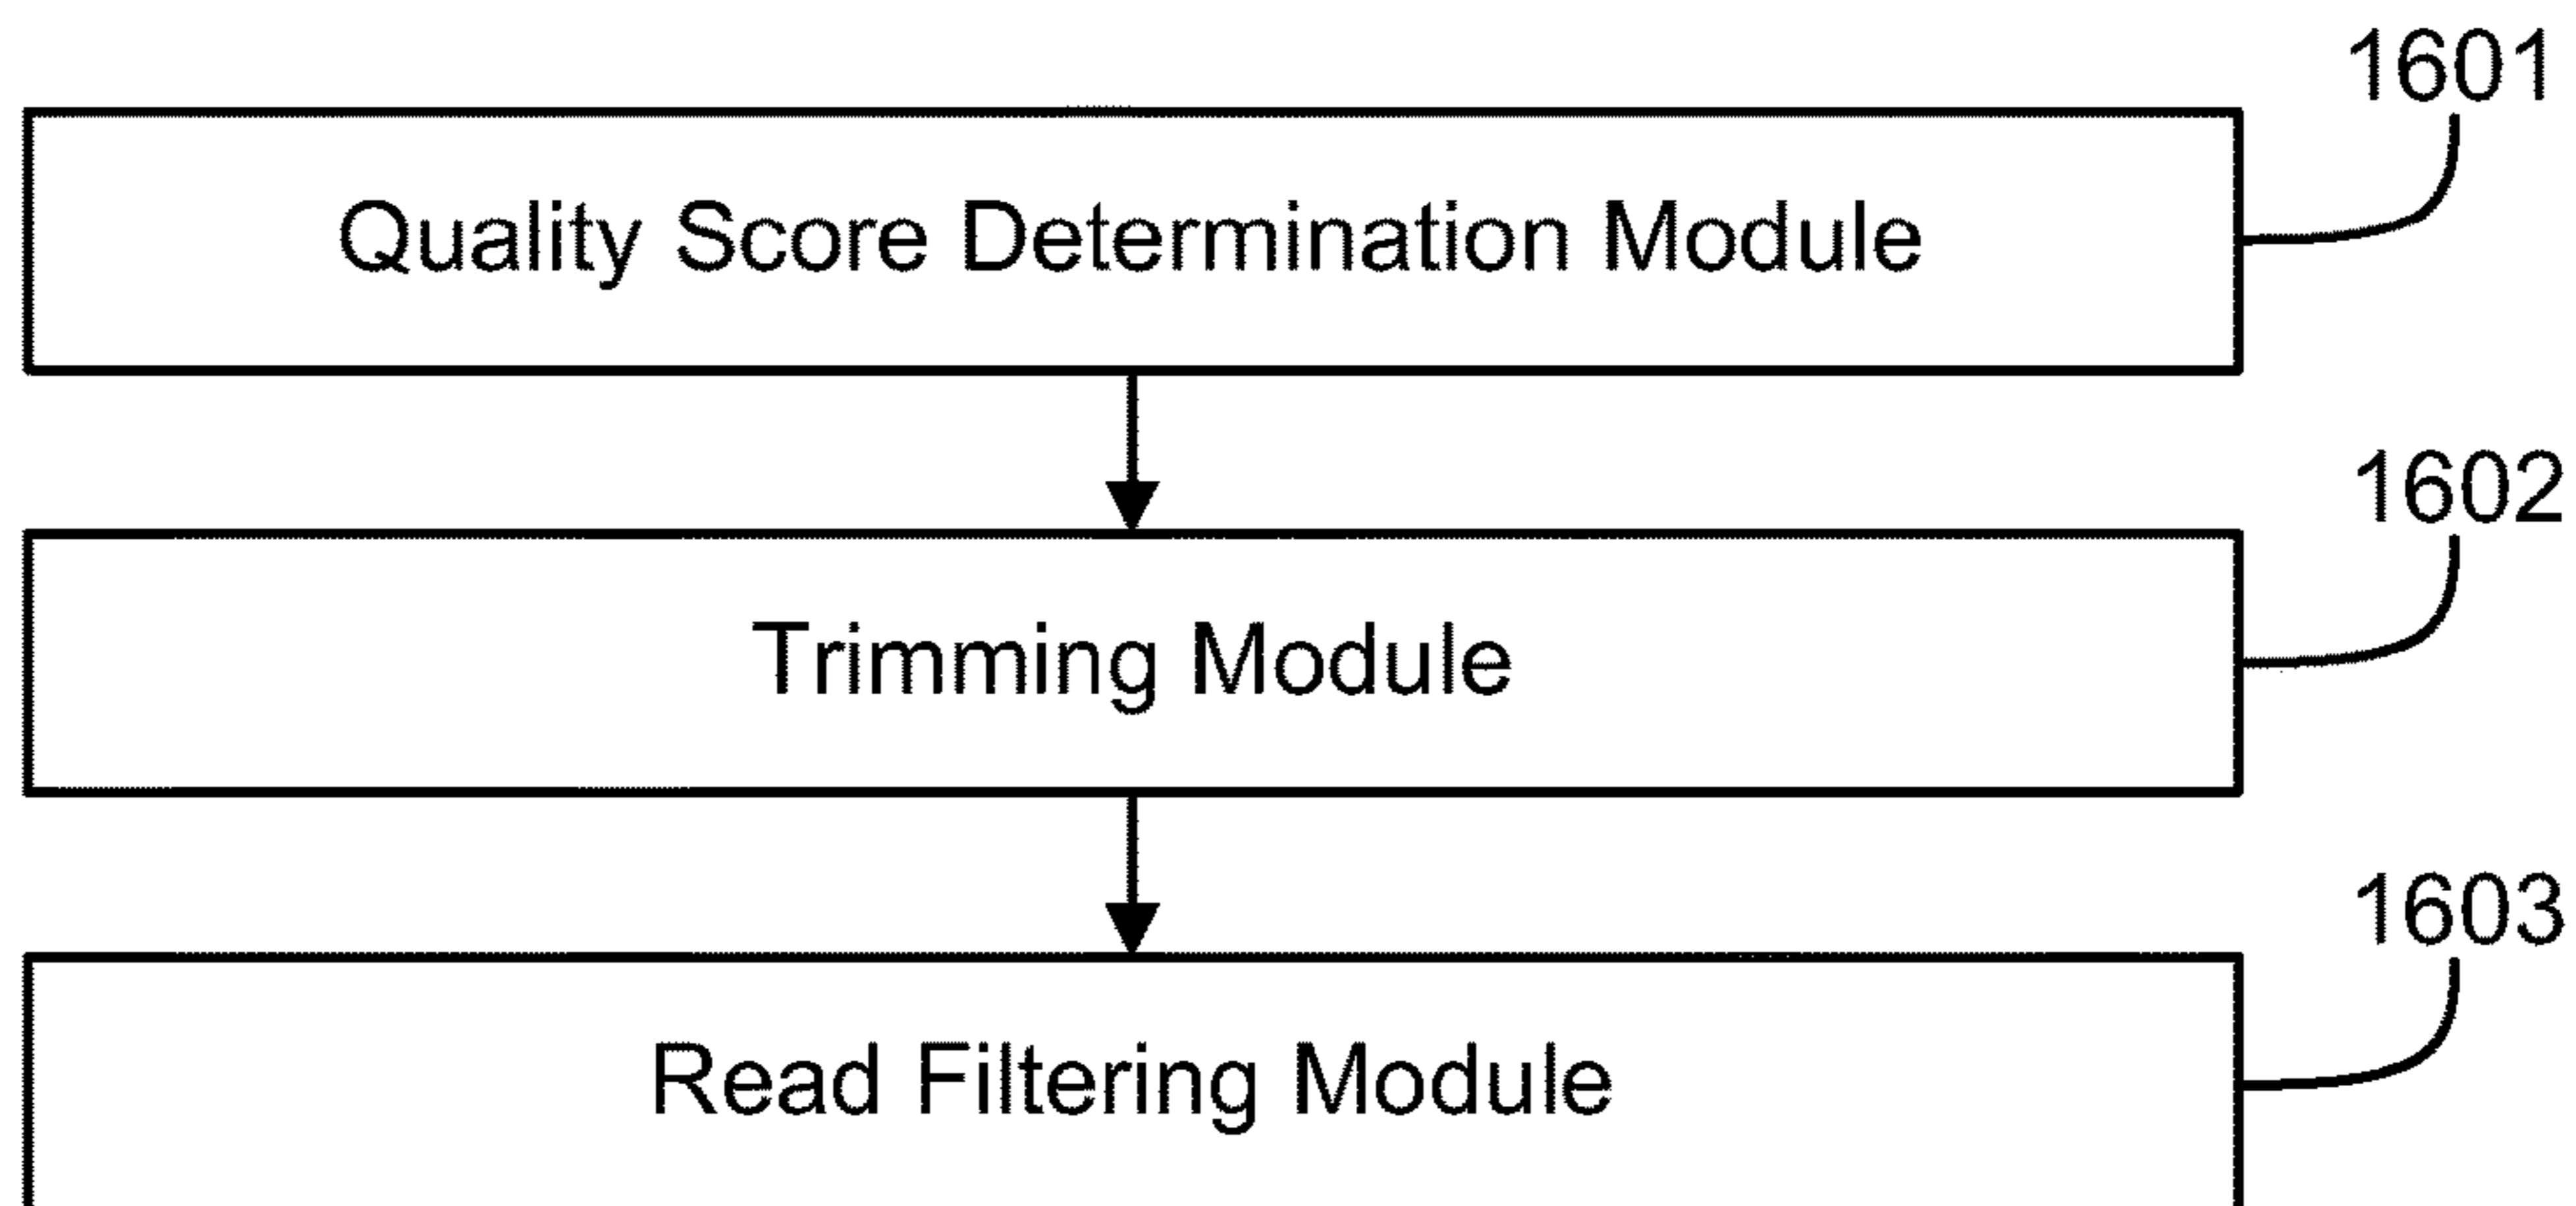 1601
Quality Score Determination Module
1602
Trimming Module
1603
Read Filtering Module